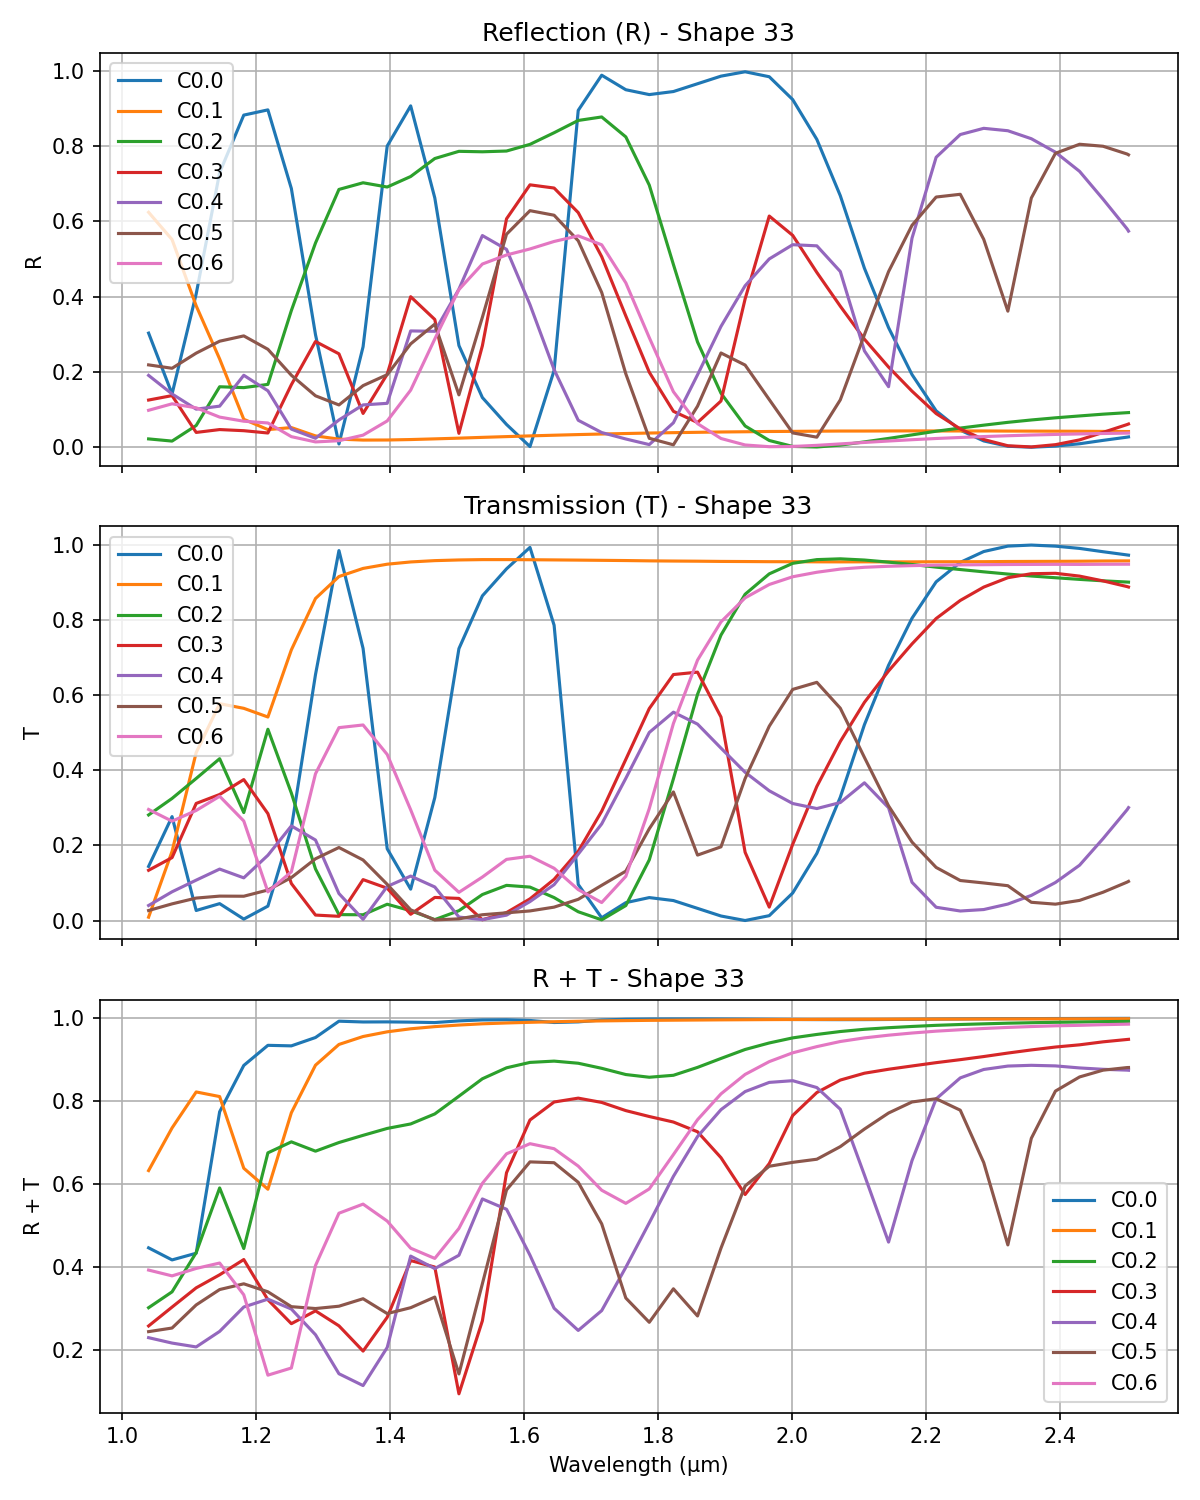 Reflection (R) - Shape 33
1.0
0.8
0.6
0.4
0.2
0.0
R
C0.0
C0.1
C0.2
C0.3
C0.4
C0.5
C0.6
Transmission (T) - Shape 33
1.0
0.8
0.6
0.4
0.2
0.0
T
C0.0
C0.1
C0.2
C0.3
C0.4
C0.5
C0.6
R + T - Shape 33
1.0
0.8
0.6
0.4
0.2
R + T
C0.0
C0.1
C0.2
C0.3
C0.4
C0.5
C0.6
1.0 1.2 1.4 1.6 1.8 2.0 2.2 2.4
Wavelength (μm)